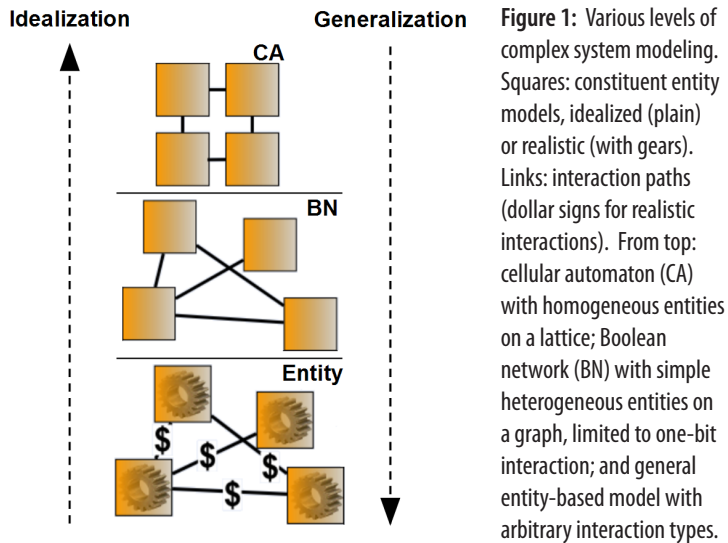 Idealization
Generalization
CA
BN
Entity
$
$
$
$
Figure 1: Various levels of
complex system modeling.
Squares: constituent entity
models, idealized (plain)
or realistic (with gears).
Links: interaction paths
(dollar signs for realistic
interactions). From top:
cellular automaton (CA)
with homogeneous entities
on a lattice; Boolean
network (BN) with simple
heterogeneous entities on
a graph, limited to one-bit
interaction; and general
entity-based model with
arbitrary interaction types.